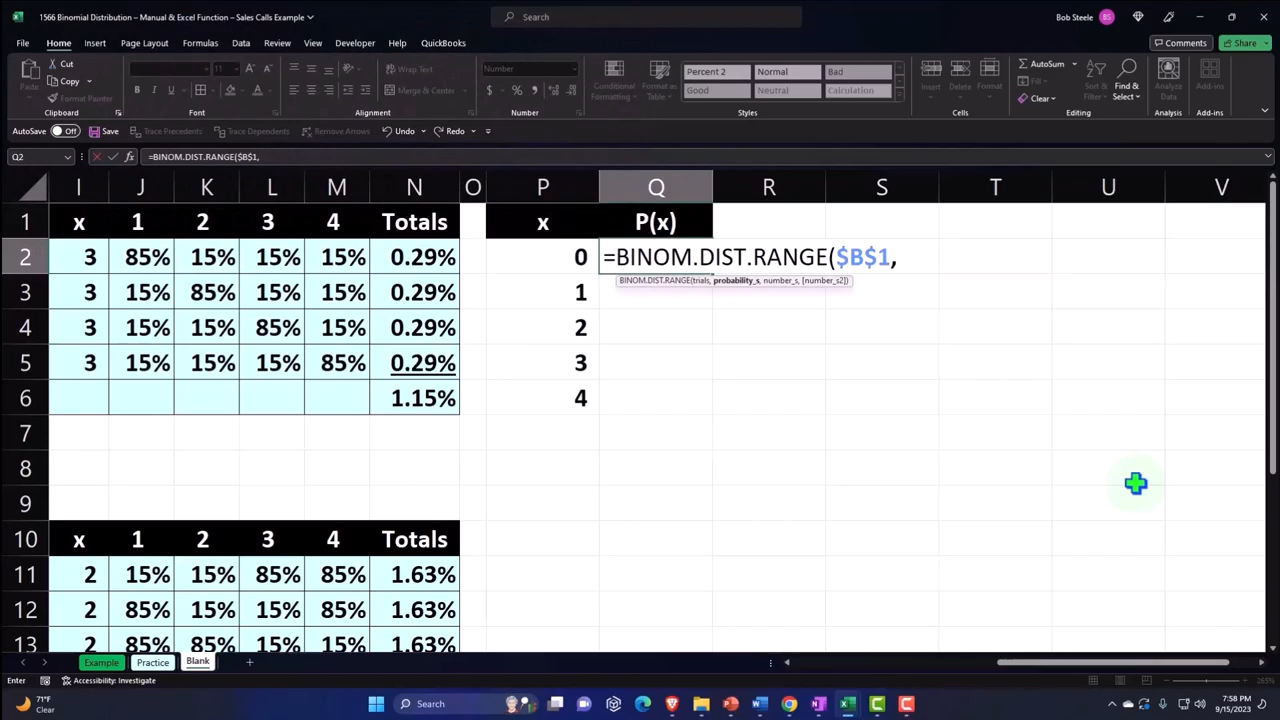 1566 Binomial Distribution – Manual & Excel Function – Sales Calls Example
Search
Bob Steele
BS
File Home Insert Page Layout Formulas Data Review View Developer Help QuickBooks
Comments
Share
Paste
Cut
Copy
Format Painter
Clipboard
11
Font
Wrap Text
Merge & Center
Alignment
Number
Number
Conditional Formatting
Format as Table
Percent 2 Normal Bad
Good Neutral Calculation
Styles
Insert Delete Format
Cells
AutoSum
Fill
Clear
Sort & Filter
Find & Select
Editing
Analyze Data
Analysis
Add-ins
Add-ins
AutoSave Off Save Trace Precedents Trace Dependents Remove Arrows Undo Redo
Q2 =BINOM.DIST.RANGE($B$1,
I J K L M N O P Q R S T U V
1 x 1 2 3 4 Totals x P(x)
2 3 85% 15% 15% 15% 0.29% 0 =BINOM.DIST.RANGE($B$1,
BINOM.DIST.RANGE(trials, probability_s, number_s, [number_s2])
3 3 15% 85% 15% 15% 0.29% 1
4 3 15% 15% 85% 15% 0.29% 2
5 3 15% 15% 15% 85% 0.29% 3
6 1.15% 4
7
8
9
10 x 1 2 3 4 Totals
11 2 15% 15% 85% 85% 1.63%
12 2 85% 15% 15% 85% 1.63%
13 2 85% 85% 15% 15% 1.63%
Example Practice Blank
Enter Accessibility: Investigate 265%
71°F
Clear
Search
7:58 PM
9/15/2023